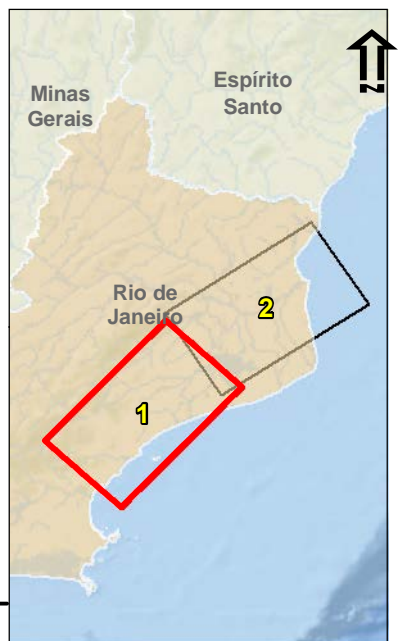 Minas
Gerais
Espírito
Santo
N
Rio de
Janeiro
2
1